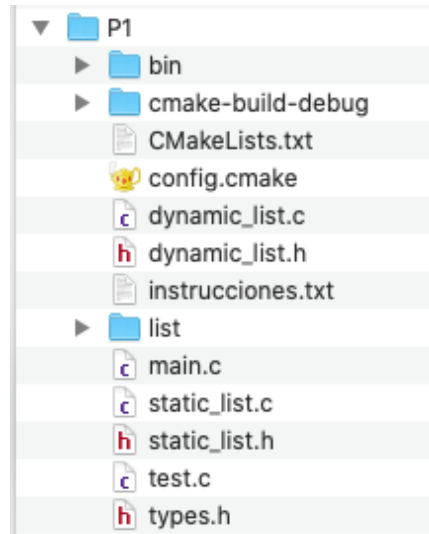 P1
bin
cmake-build-debug
CMakeLists.txt
config.cmake
c dynamic_list.c
h dynamic_list.h
instrucciones.txt
list
c main.c
c static_list.c
h static_list.h
c test.c
h types.h